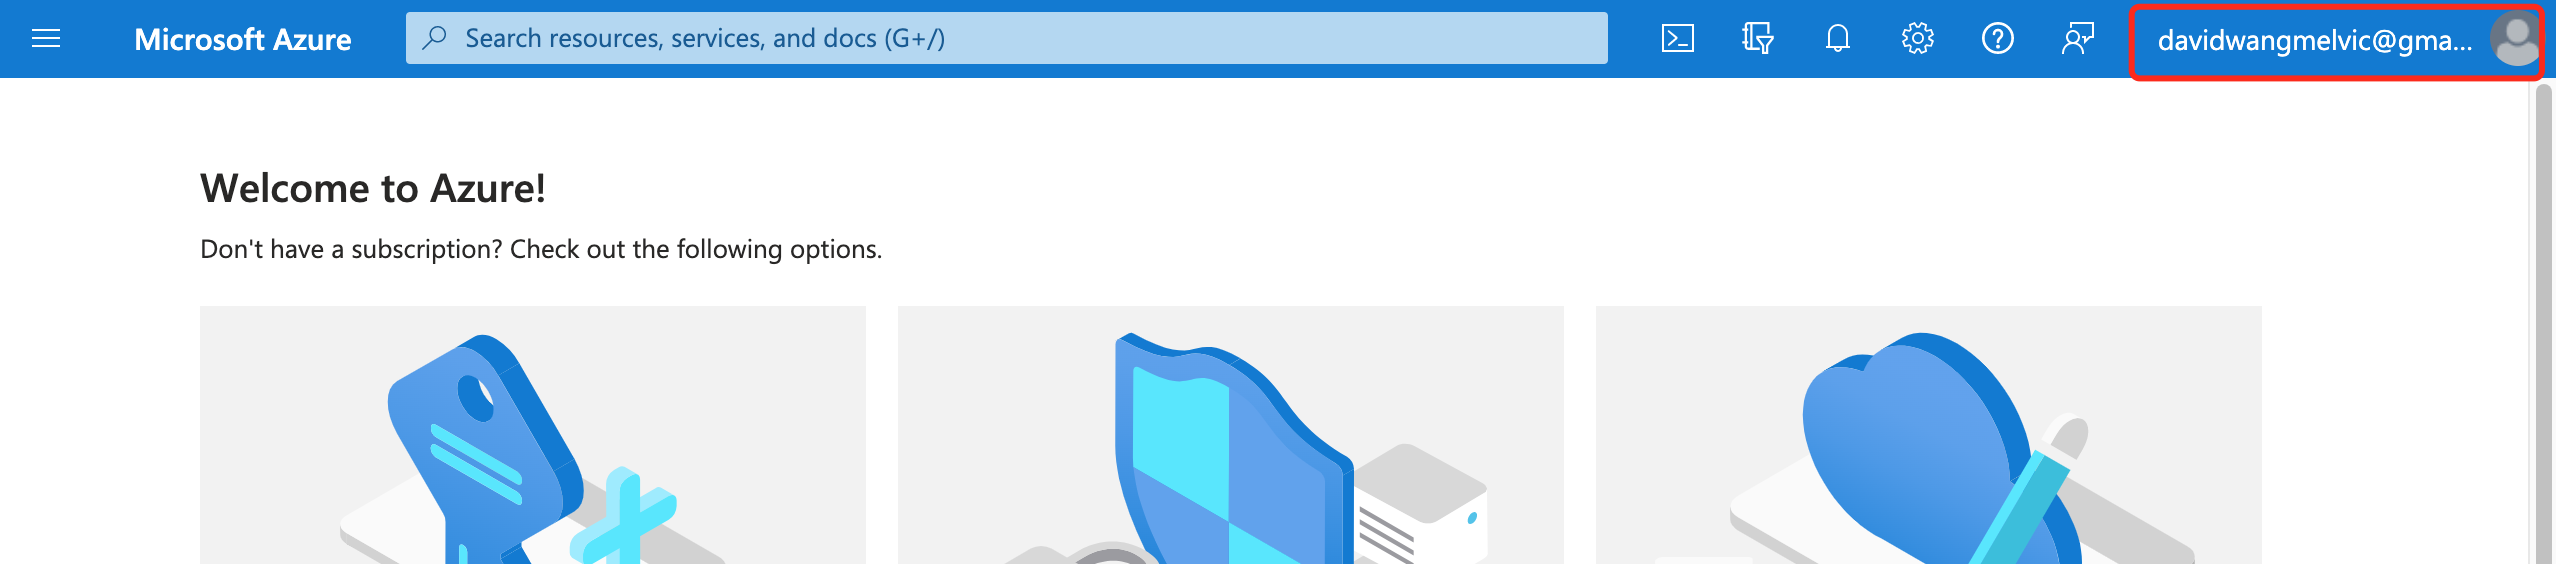 Microsoft Azure
Search resources, services, and docs (G+/)
davidwangmelvic@gma...
Welcome to Azure!
Don't have a subscription? Check out the following options.